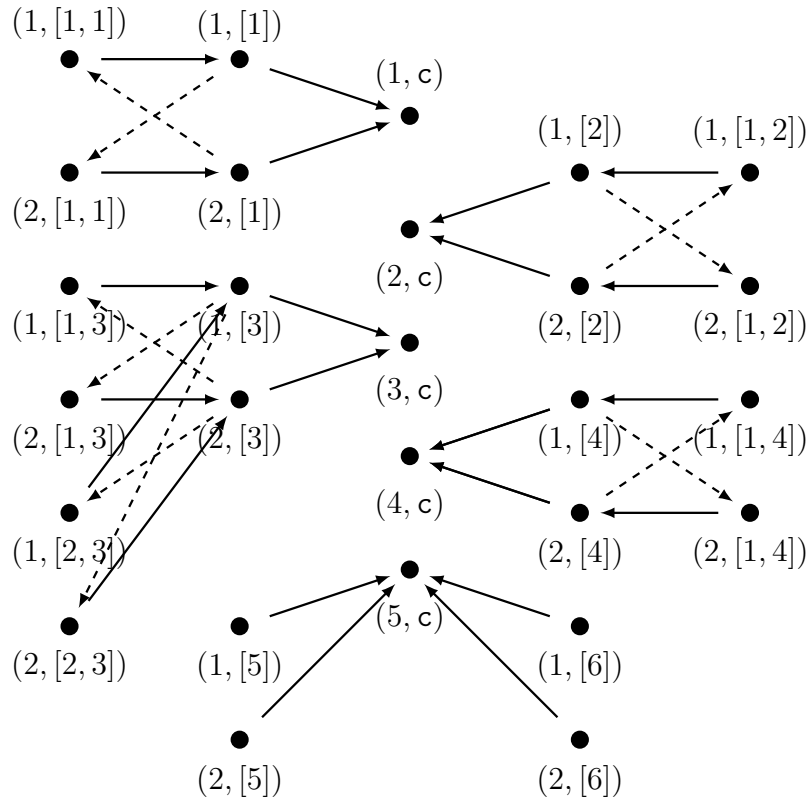 (1, [1, 1])
(1, [1])
(1, c)
(1, [2])
(1, [1, 2])
(2, [1, 1])
(2, [1])
(2, c)
(1, [1, 3])
(1, [3])
(2, [2])
(2, [1, 2])
(3, c)
(2, [1, 3])
(2, [3])
(1, [4])
(1, [1, 4])
(4, c)
(1, [2, 3])
(2, [4])
(2, [1, 4])
(5, c)
(2, [2, 3])
(1, [5])
(1, [6])
(2, [5])
(2, [6])